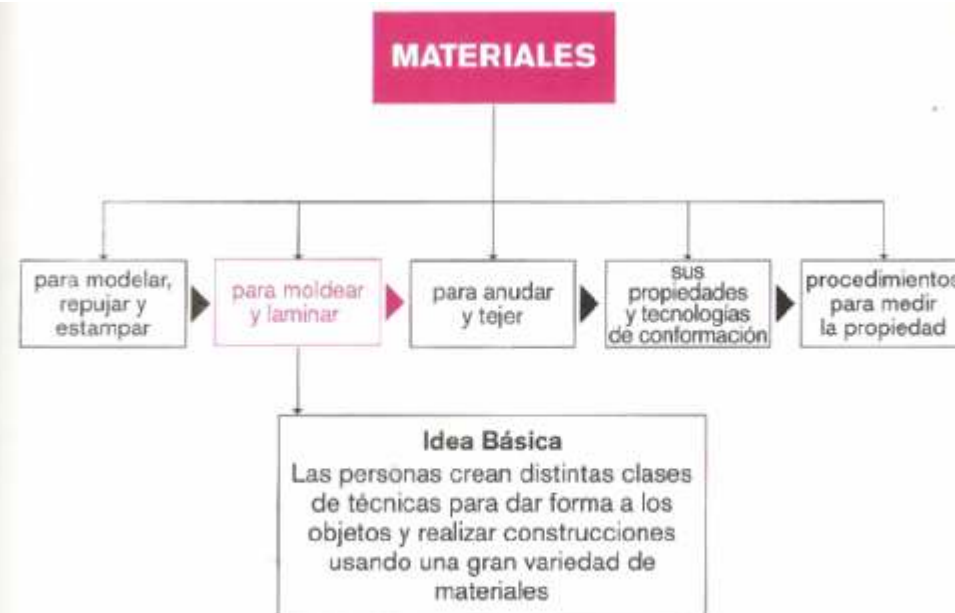 MATERIALES
para modelar,
repujar y
estampar
para moldear
y laminar
para anudar
y tejer
sus
propiedades
y tecnologías
de conformación
procedimientos
para medir
la propiedad
Idea Básica
Las personas crean distintas clases
de técnicas para dar forma a los
objetos y realizar construcciones
usando una gran variedad de
materiales